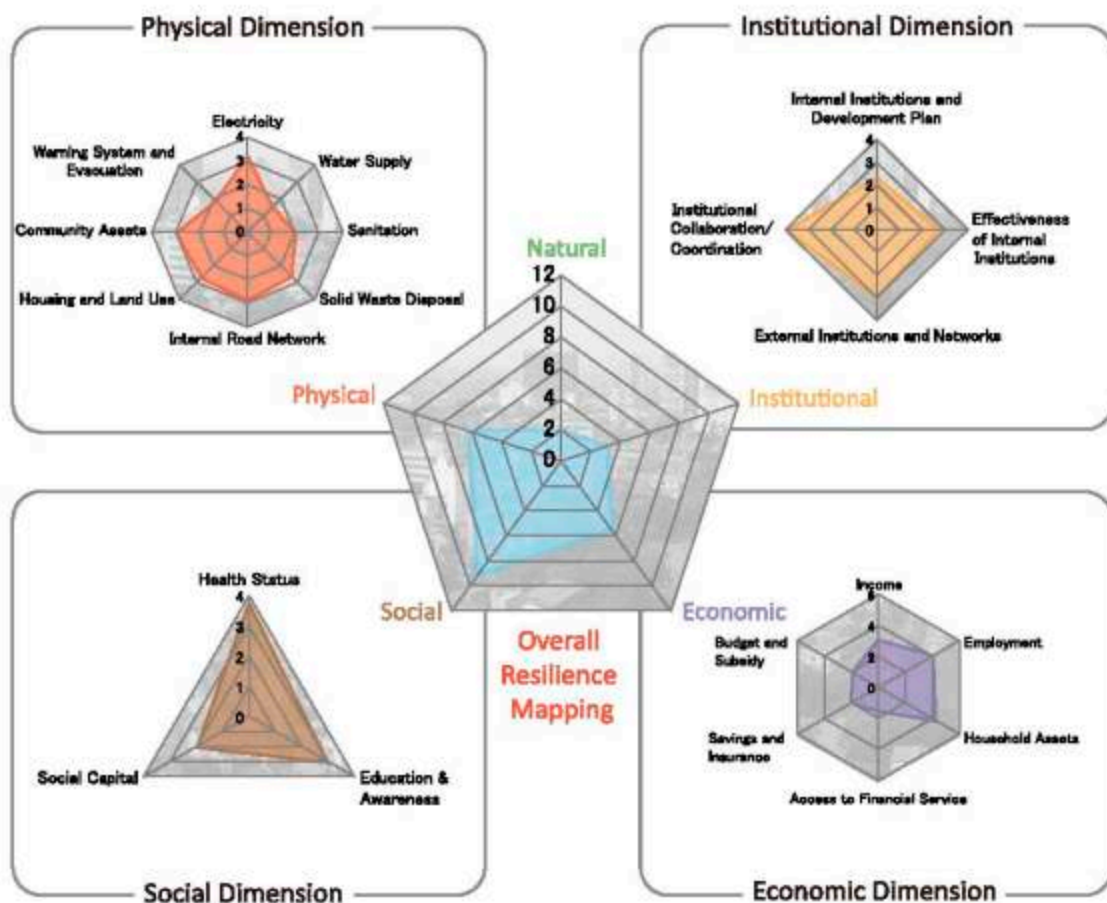 Physical Dimension
Electricity
4
3
2
1
0
Warning System and
Evacuation
Water Supply
Community Assets
Sanitation
Housing and Land Use
Solid Waste Disposal
Internal Road Network
Institutional Dimension
Internal Institutions and
Development Plan
4
3
2
1
0
Institutional
Collaboration/
Coordination
Effectiveness
of Internal
Institutions
External Institutions and Networks
Natural
12
10
8
6
4
2
0
Physical
Institutional
Social
Economic
Overall
Resilience
Mapping
Health Status
4
3
2
1
0
Social Capital
Education &
Awareness
Social Dimension
Income
4
2
0
Budget and
Subsidy
Employment
Savings and
Insurance
Household Assets
Access to Financial Service
Economic Dimension